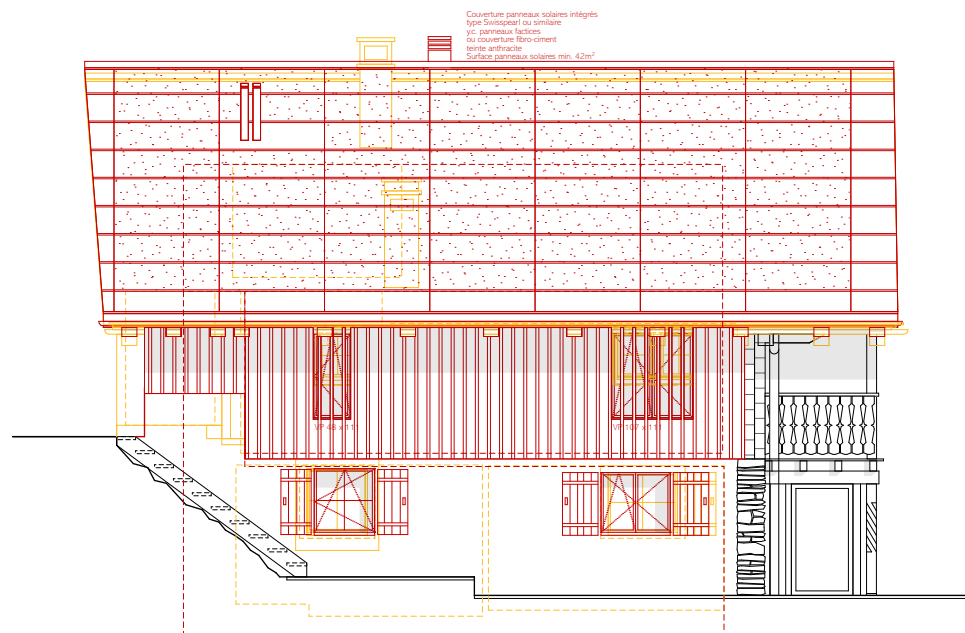 Couverture panneaux solaires intégrés
type Swisspearl ou similaire
y.c. panneaux factices
ou couverture fibro-ciment
teinte anthracite
Surface panneaux solaires min. 42m²
VP 48 x 111
VP 107 x 111